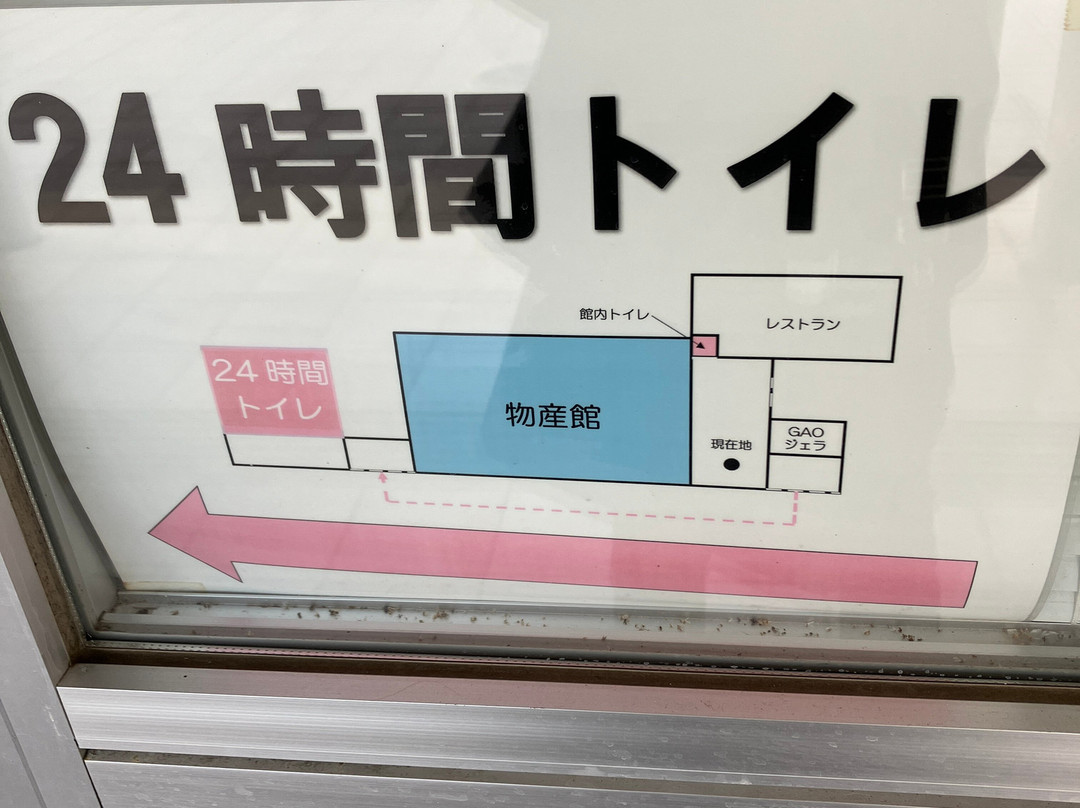 24時間トイレ
館内トイレ
レストラン
24時間
トイレ
物産館
GAO
ジェラ
現在地